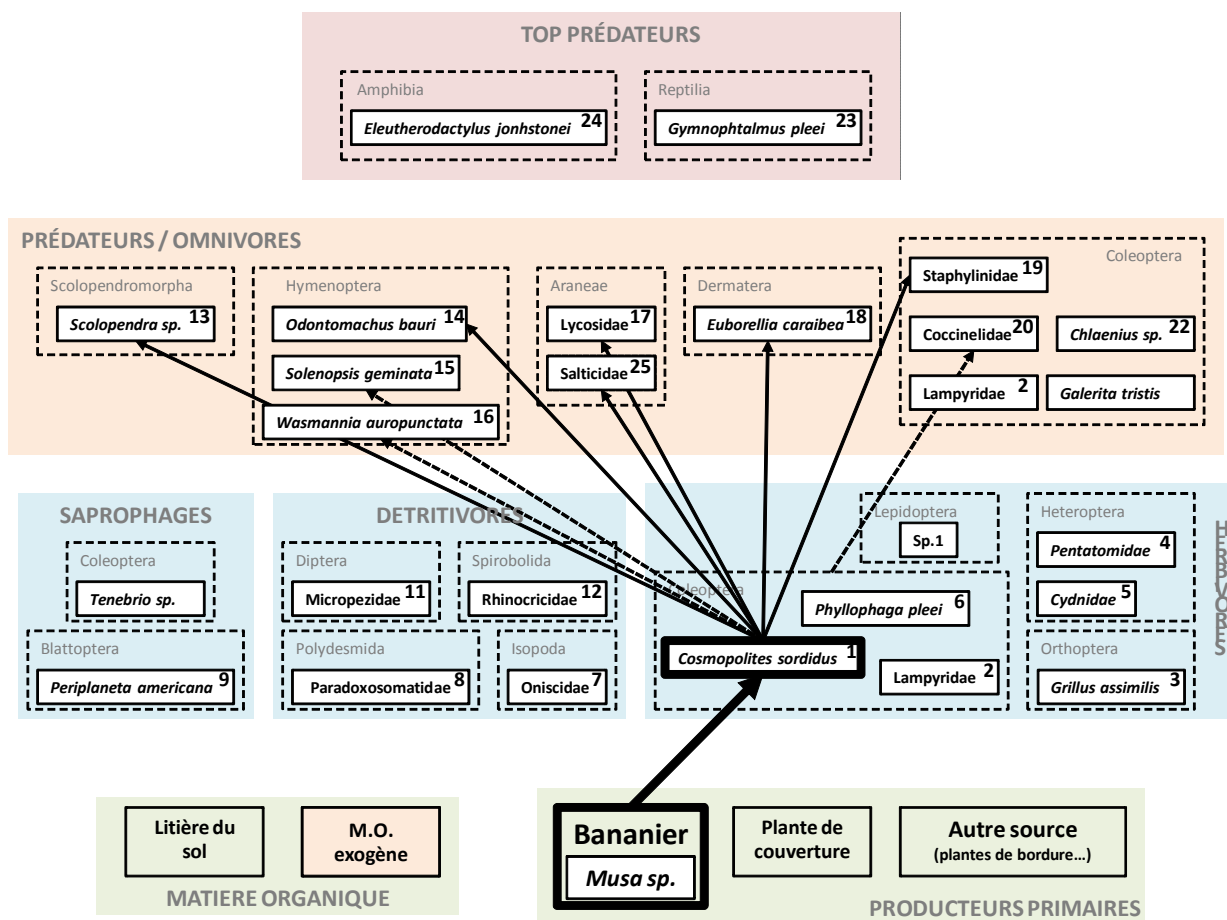 TOP PRÉDATEURS
Amphibia
Eleutherodactylus jonhstonei 24
Reptilia
Gymnophtalmus pleei 23
PRÉDATEURS / OMNIVORES
Scolopendromorpha
Scolopendra sp. 13
Hymenoptera
Odontomachus bauri 14
Solenopsis geminata 15
Wasmannia auropunctata 16
Araneae
Lycosidae 17
Salticidae 25
Dermatera
Euborellia caraibea 18
Coleoptera
Staphylinidae 19
Coccinelidae 20
Chlaenius sp. 22
Lampyridae 2
Galerita tristis
SAPROPHAGES
Coleoptera
Tenebrio sp.
Blattoptera
Periplaneta americana 9
DETRITIVORES
Diptera
Micropezidae 11
Spirobolida
Rhinocricidae 12
Polydesmida
Paradoxosomatidae 8
Isopoda
Oniscidae 7
HERBIVORES
Lepidoptera
Sp.1
Heteroptera
Pentatomidae 4
Cydnidae 5
Coleoptera
Phyllophaga pleei 6
Cosmopolites sordidus 1
Lampyridae 2
Orthoptera
Grillus assimilis 3
Litière du
sol
M.O.
exogène
MATIERE ORGANIQUE
Bananier
Musa sp.
Plante de
couverture
Autre source
(plantes de bordure...)
PRODUCTEURS PRIMAIRES